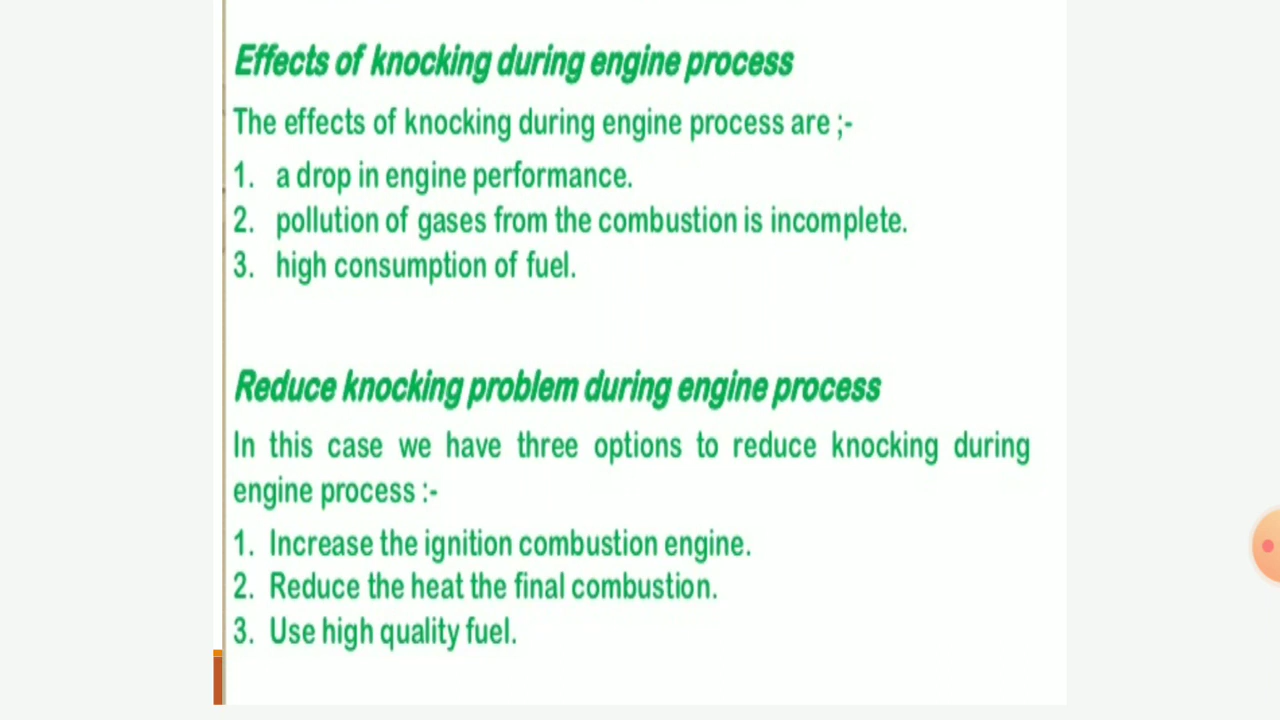 Effects of knocking during engine process
The effects of knocking during engine process are ;-
1. a drop in engine performance.
2. pollution of gases from the combustion is incomplete.
3. high consumption of fuel.
Reduce knocking problem during engine process
In this case we have three options to reduce knocking during
engine process :-
1. Increase the ignition combustion engine.
2. Reduce the heat the final combustion.
3. Use high quality fuel.